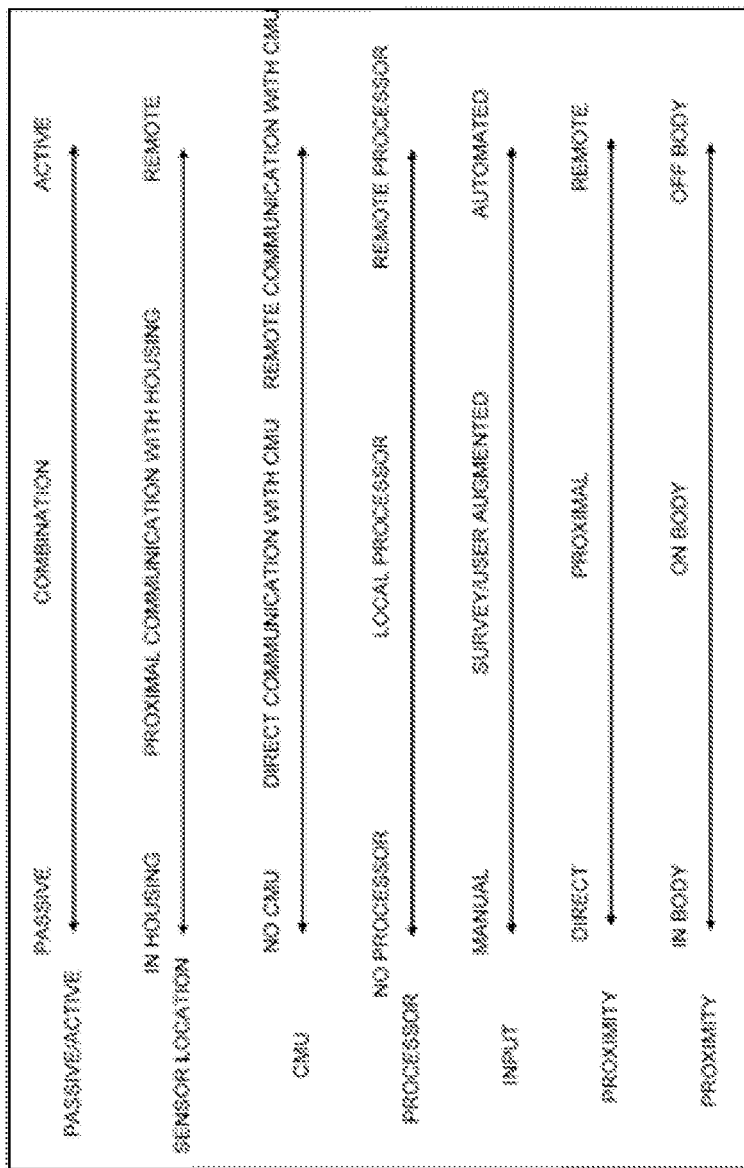 PASSIVE COMBINATION ACTIVE
PASSIVE/ACTIVE
IN HOUSING PROXIMAL COMMUNICATION WITH HOUSING REMOTE
SENSOR LOCATION
NO CMU DIRECT COMMUNICATION WITH CMU REMOTE COMMUNICATION WITH CMU
CMU
NO PROCESSOR LOCAL PROCESSOR REMOTE PROCESSOR
PROCESSOR
MANUAL SURVEY/USER AUGMENTED AUTOMATED
INPUT
DIRECT PROXIMAL REMOTE
PROXIMITY
IN BODY ON BODY OFF BODY
PROXIMITY